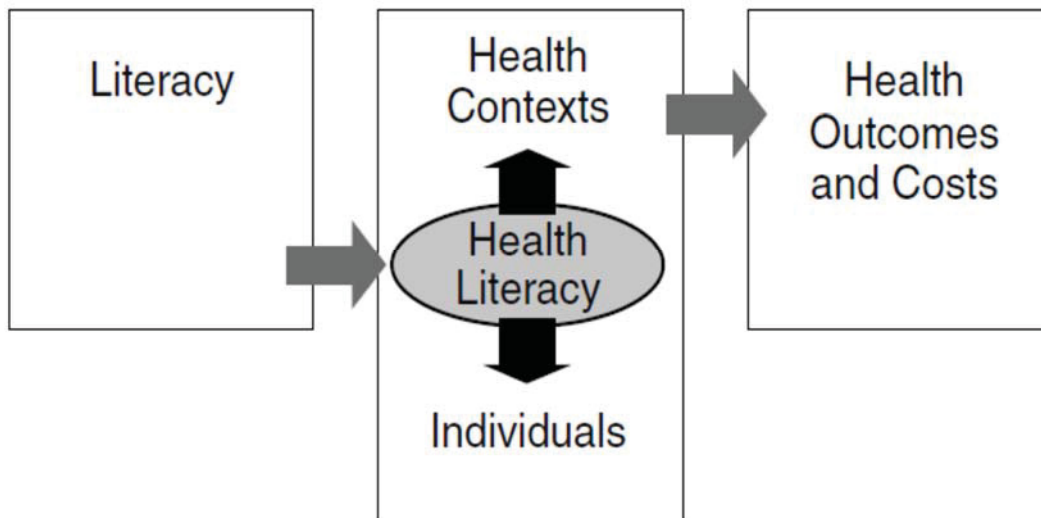 Literacy
Health
Contexts
Health
Literacy
Individuals
Health
Outcomes
and Costs